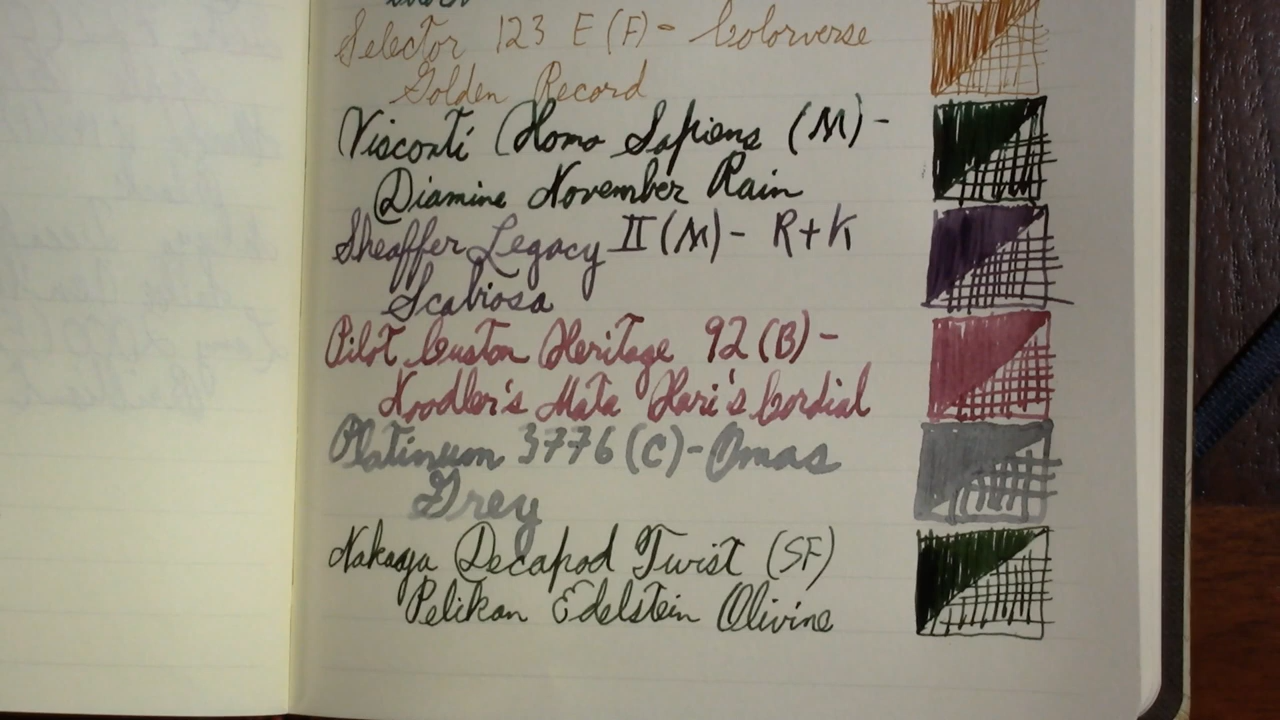 Selector 123 E (F) - Colorverse
Golden Record
Visconti Homo Sapiens (M) -
Diamine November Rain
Sheaffer Legacy II (M) - R+K
Scabiosa
Pilot Custom Heritage 92 (B) -
Noodler's Mata Hari's Cordial
Platinum 3776 (C) - Omas
Grey
Nakaya Decapod Twist (SF)
Pelikan Edelstein Olivine